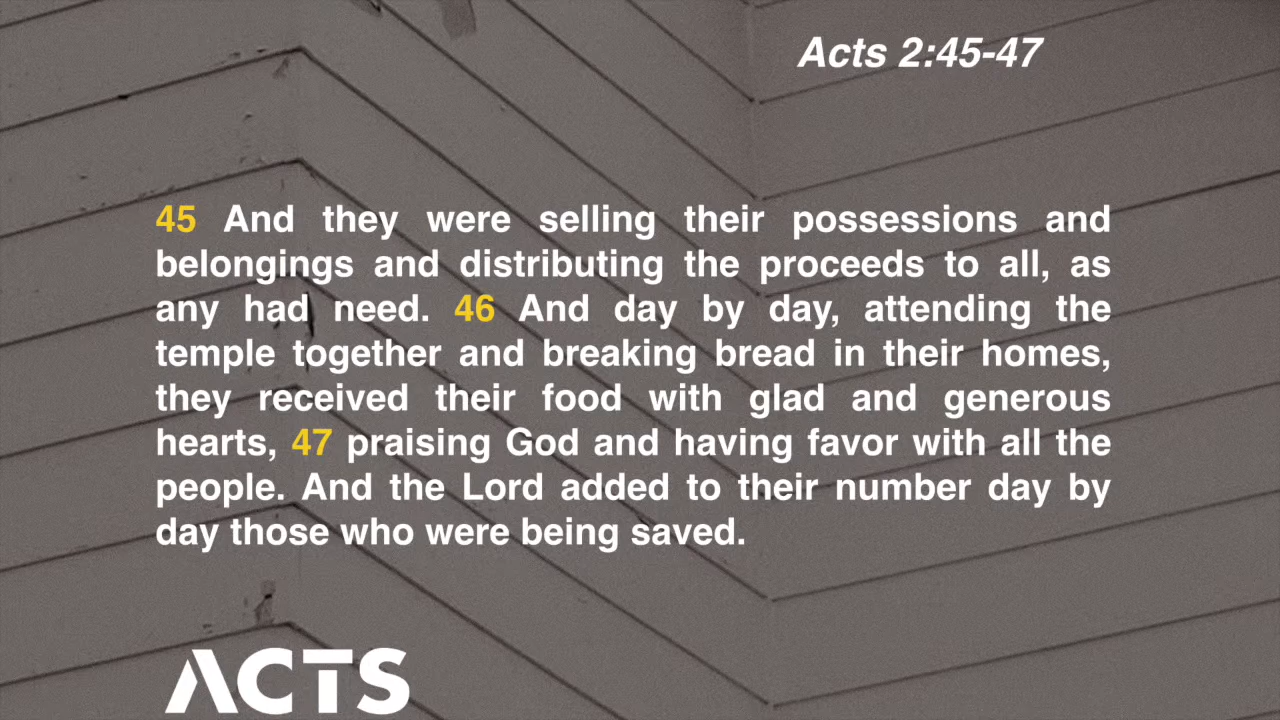 Acts 2:45-47
45 And they were selling their possessions and
belongings and distributing the proceeds to all, as
any had need. 46 And day by day, attending the
temple together and breaking bread in their homes,
they received their food with glad and generous
hearts, 47 praising God and having favor with all the
people. And the Lord added to their number day by
day those who were being saved.
ACTS